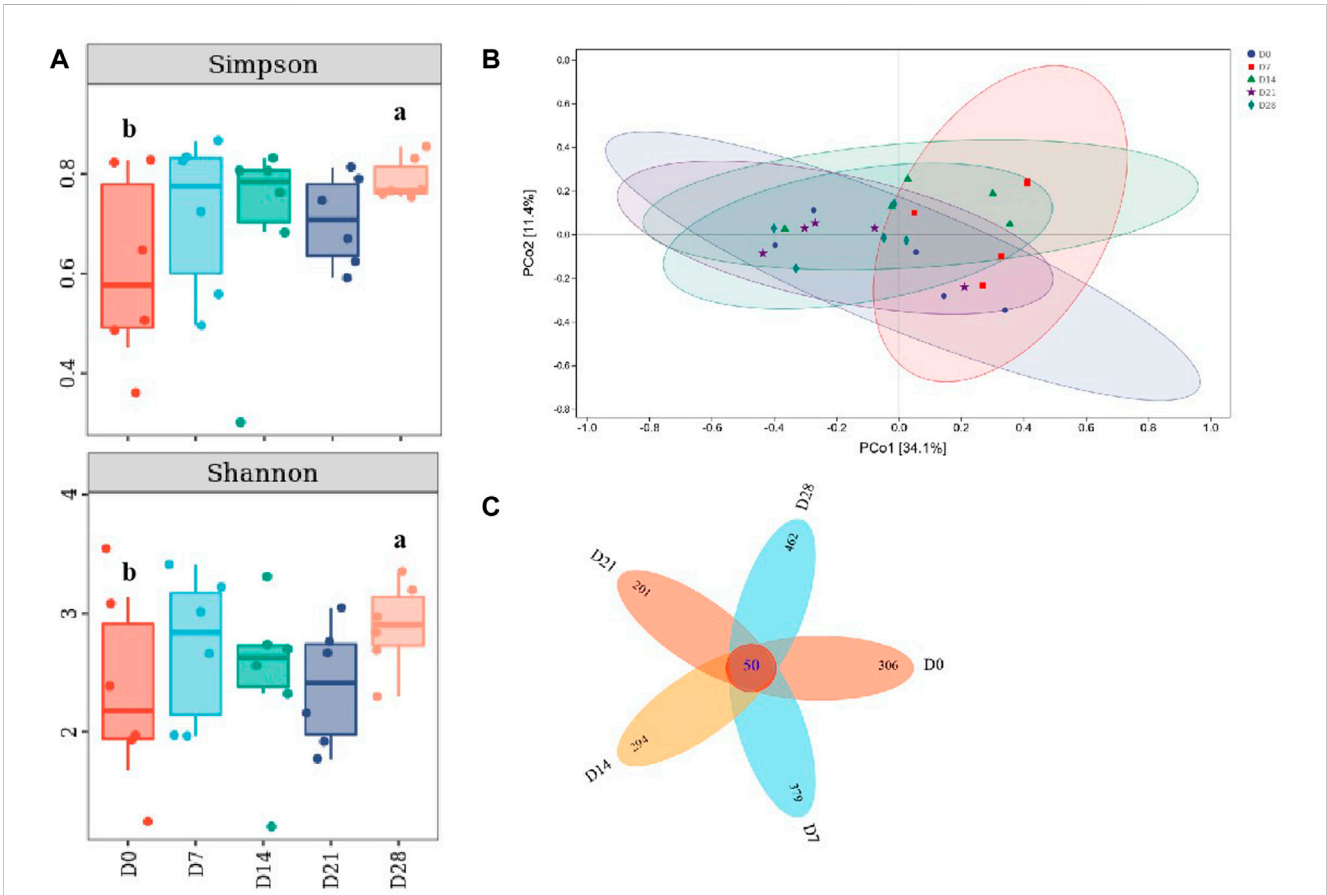 A
Simpson
b
a
0.8
0.6
0.4
Shannon
b
a
4
3
2
D0
D7
D14
D21
D28
B
0.8
0.6
0.4
0.2
0.0
-0.2
-0.4
-0.6
-0.8
PCo2 [11.4%]
-1.0 -0.8 -0.6 -0.4 -0.2 0.0 0.2 0.4 0.6 0.8 1.0
PCo1 [34.1%]
D0
D7
D14
D21
D28
C
D28
462
D21
201
50
306 D0
294
D14
379
D7